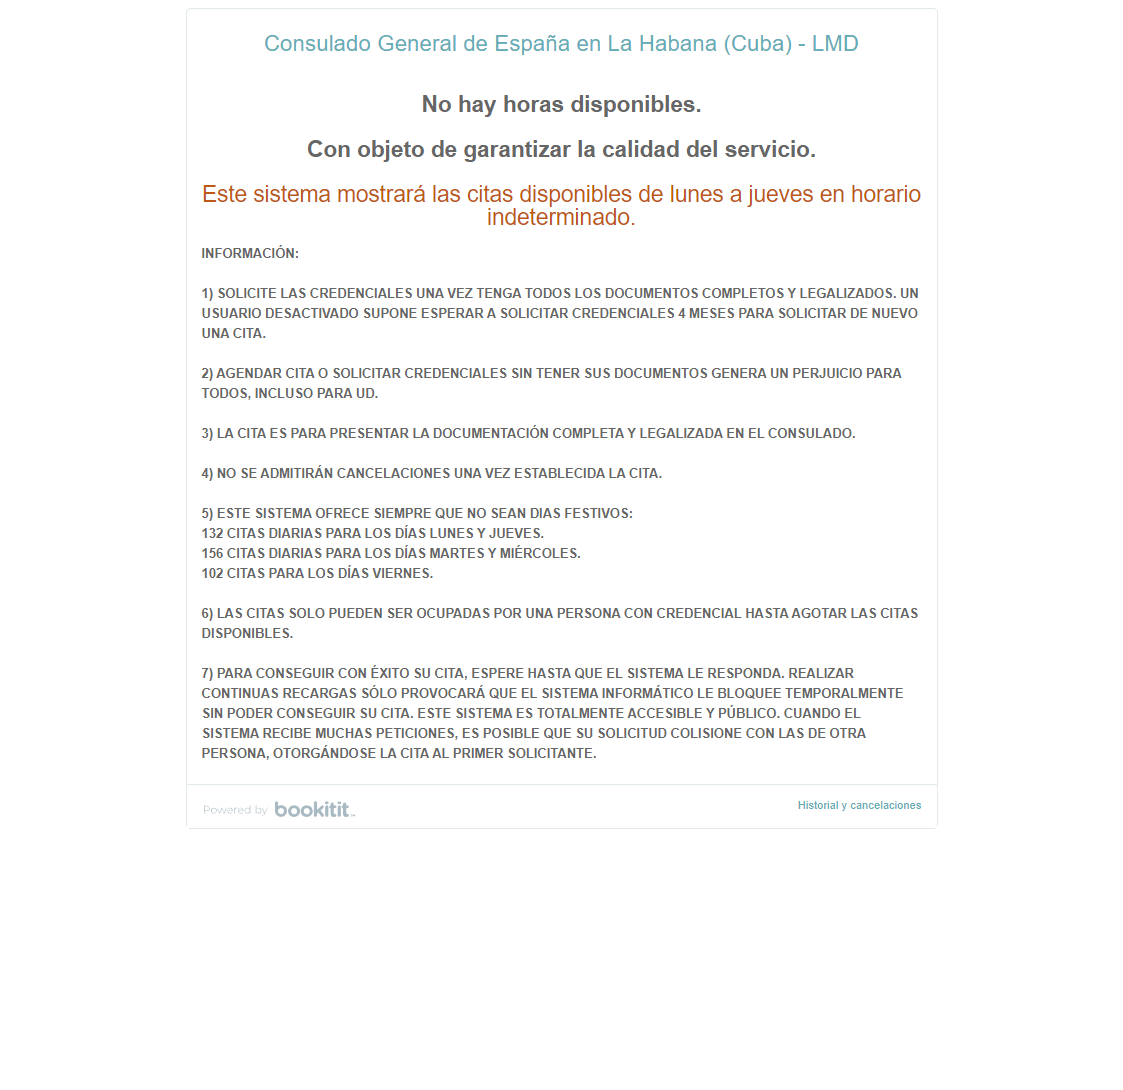 Consulado General de España en La Habana (Cuba) - LMD
No hay horas disponibles.
Con objeto de garantizar la calidad del servicio.
Este sistema mostrará las citas disponibles de lunes a jueves en horario
indeterminado.
INFORMACIÓN:
1) SOLICITE LAS CREDENCIALES UNA VEZ TENGA TODOS LOS DOCUMENTOS COMPLETOS Y LEGALIZADOS. UN
USUARIO DESACTIVADO SUPONE ESPERAR A SOLICITAR CREDENCIALES 4 MESES PARA SOLICITAR DE NUEVO
UNA CITA.
2) AGENDAR CITA O SOLICITAR CREDENCIALES SIN TENER SUS DOCUMENTOS GENERA UN PERJUICIO PARA
TODOS, INCLUSO PARA UD.
3) LA CITA ES PARA PRESENTAR LA DOCUMENTACIÓN COMPLETA Y LEGALIZADA EN EL CONSULADO.
4) NO SE ADMITIRÁN CANCELACIONES UNA VEZ ESTABLECIDA LA CITA.
5) ESTE SISTEMA OFRECE SIEMPRE QUE NO SEAN DIAS FESTIVOS:
132 CITAS DIARIAS PARA LOS DÍAS LUNES Y JUEVES.
156 CITAS DIARIAS PARA LOS DÍAS MARTES Y MIÉRCOLES.
102 CITAS PARA LOS DÍAS VIERNES.
6) LAS CITAS SOLO PUEDEN SER OCUPADAS POR UNA PERSONA CON CREDENCIAL HASTA AGOTAR LAS CITAS
DISPONIBLES.
7) PARA CONSEGUIR CON ÉXITO SU CITA, ESPERE HASTA QUE EL SISTEMA LE RESPONDA. REALIZAR
CONTINUAS RECARGAS SÓLO PROVOCARÁ QUE EL SISTEMA INFORMÁTICO LE BLOQUEE TEMPORALMENTE
SIN PODER CONSEGUIR SU CITA. ESTE SISTEMA ES TOTALMENTE ACCESIBLE Y PÚBLICO. CUANDO EL
SISTEMA RECIBE MUCHAS PETICIONES, ES POSIBLE QUE SU SOLICITUD COLISIONE CON LAS DE OTRA
PERSONA, OTORGÁNDOSE LA CITA AL PRIMER SOLICITANTE.
Powered by bookitit™
Historial y cancelaciones